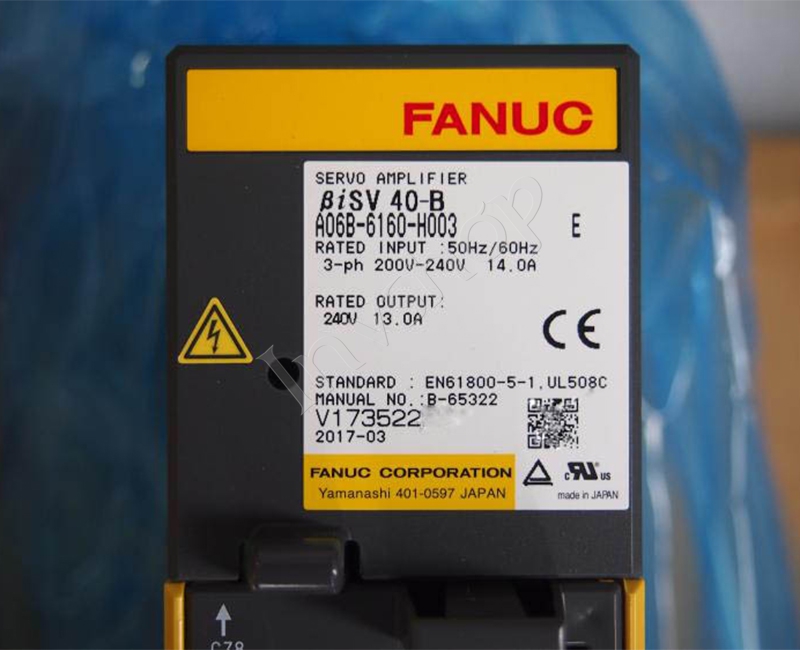 FANUC
SERVO AMPLIFIER
βiSV 40-B
A06B-6160-H003 E
RATED INPUT :50Hz/60Hz
3-ph 200V-240V 14.0A
RATED OUTPUT:
240V 13.0A
CE
STANDARD : EN61800-5-1,UL508C
MANUAL NO.:B-65322
V173522
2017-03
FANUC CORPORATION
Yamanashi 401-0597 JAPAN
c RU us
made in JAPAN
CZ8